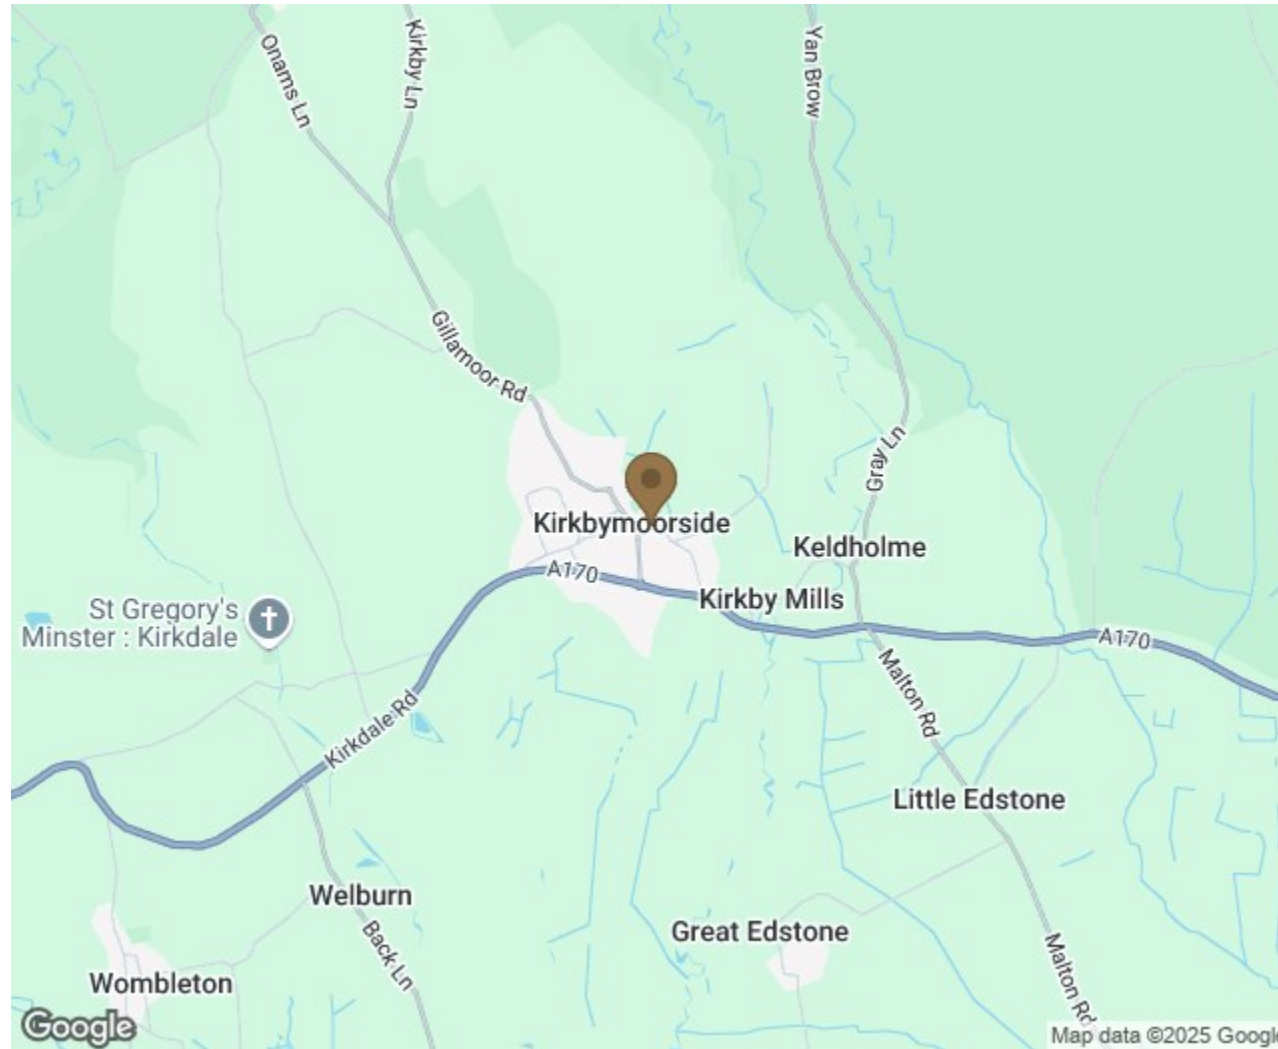 Onams Ln
Kirkby Ln
Yan Brow
Gillamoor Rd
Gray Ln
Kirkbymoorside
Keldholme
A170
Kirkby Mills
St Gregory's
Minster : Kirkdale
A170
Malton Rd
Kirkdale Rd
Little Edstone
Welburn
Back Ln
Great Edstone
Malton Rd
Wombleton
Google
Map data ©2025 Google